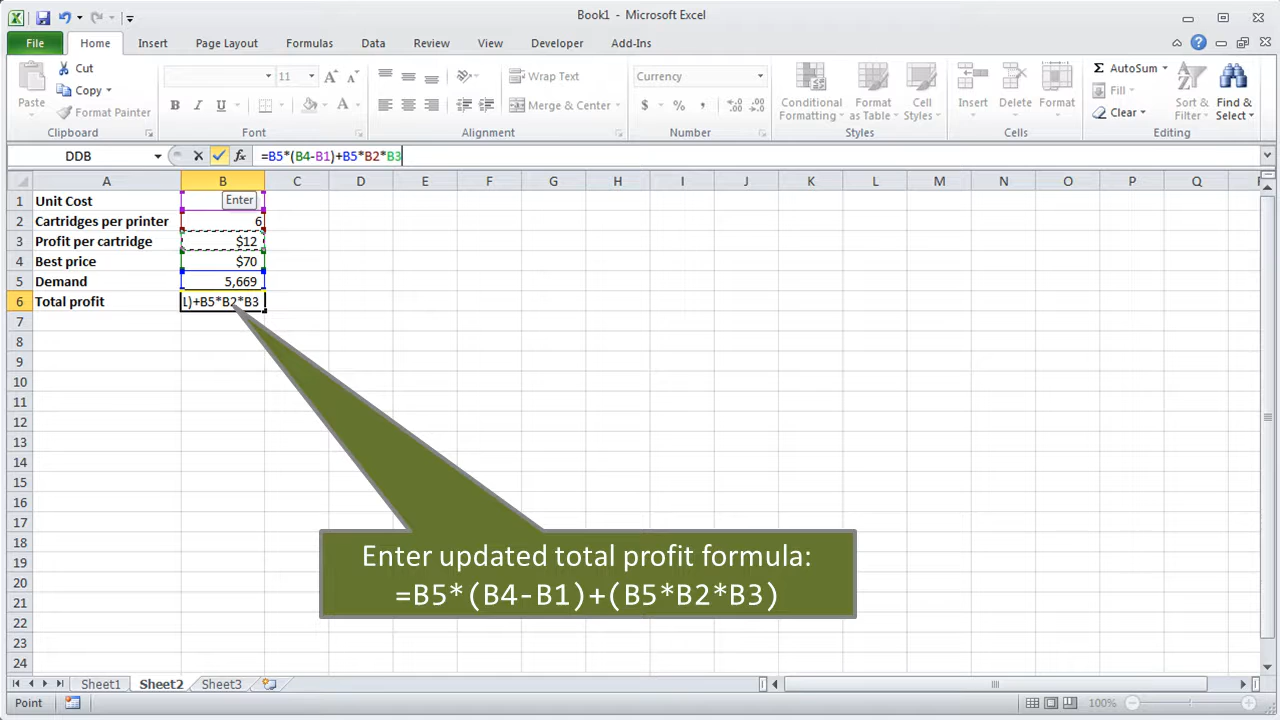 Book1 - Microsoft Excel
File Home Insert Page Layout Formulas Data Review View Developer Add-Ins
Cut
Copy
Format Painter
Paste
Clipboard
11
B I U A
Font
Wrap Text
Merge & Center
Alignment
Currency
$ % ,
Number
Conditional Formatting
Format as Table
Cell Styles
Styles
Insert Delete Format
Cells
Σ AutoSum
Fill
Clear
Sort & Filter
Find & Select
Editing
DDB fx =B5*(B4-B1)+B5*B2*B3
A B C D E F G H I J K L M N O P Q
1 Unit Cost Enter
2 Cartridges per printer 6
3 Profit per cartridge $12
4 Best price $70
5 Demand 5,669
6 Total profit )+B5*B2*B3
7
8
9
10
11
12
13
14
15
16
17
18
19
20
21
22
23
24
Enter updated total profit formula:
=B5*(B4-B1)+(B5*B2*B3)
Sheet1 Sheet2 Sheet3
Point 100%